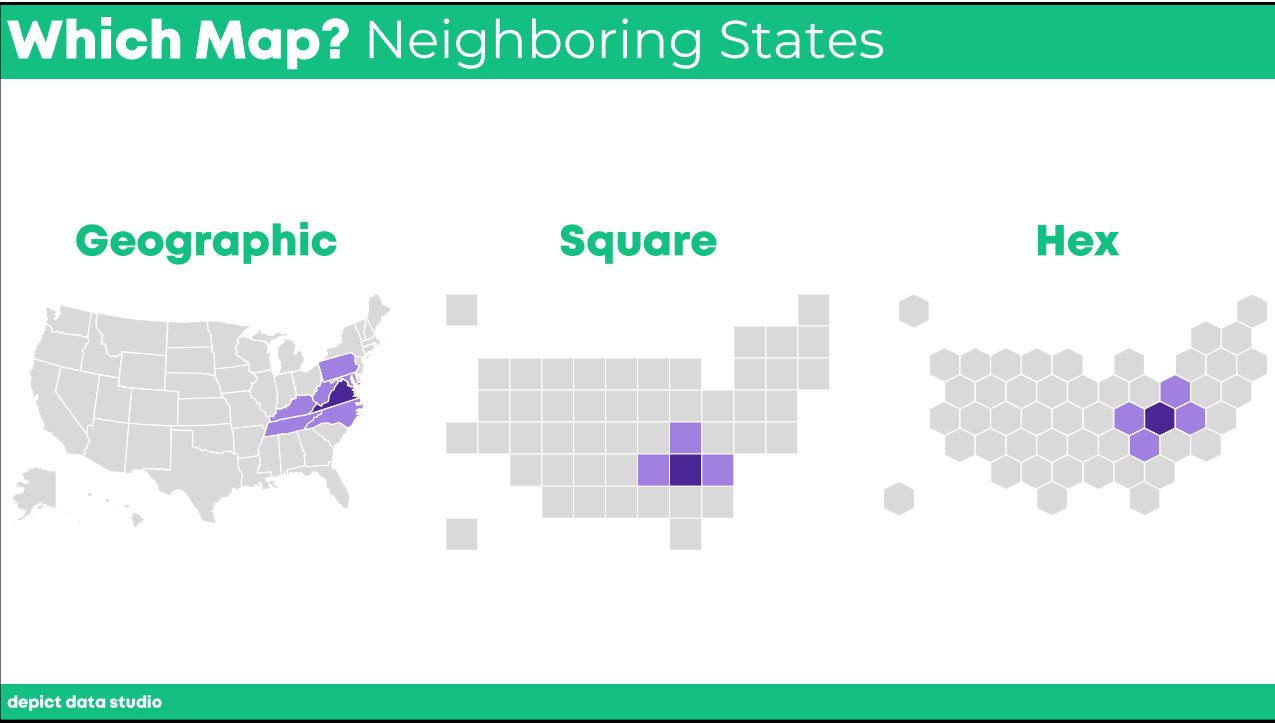 Which Map? Neighboring States
Geographic
Square
Hex
depict data studio